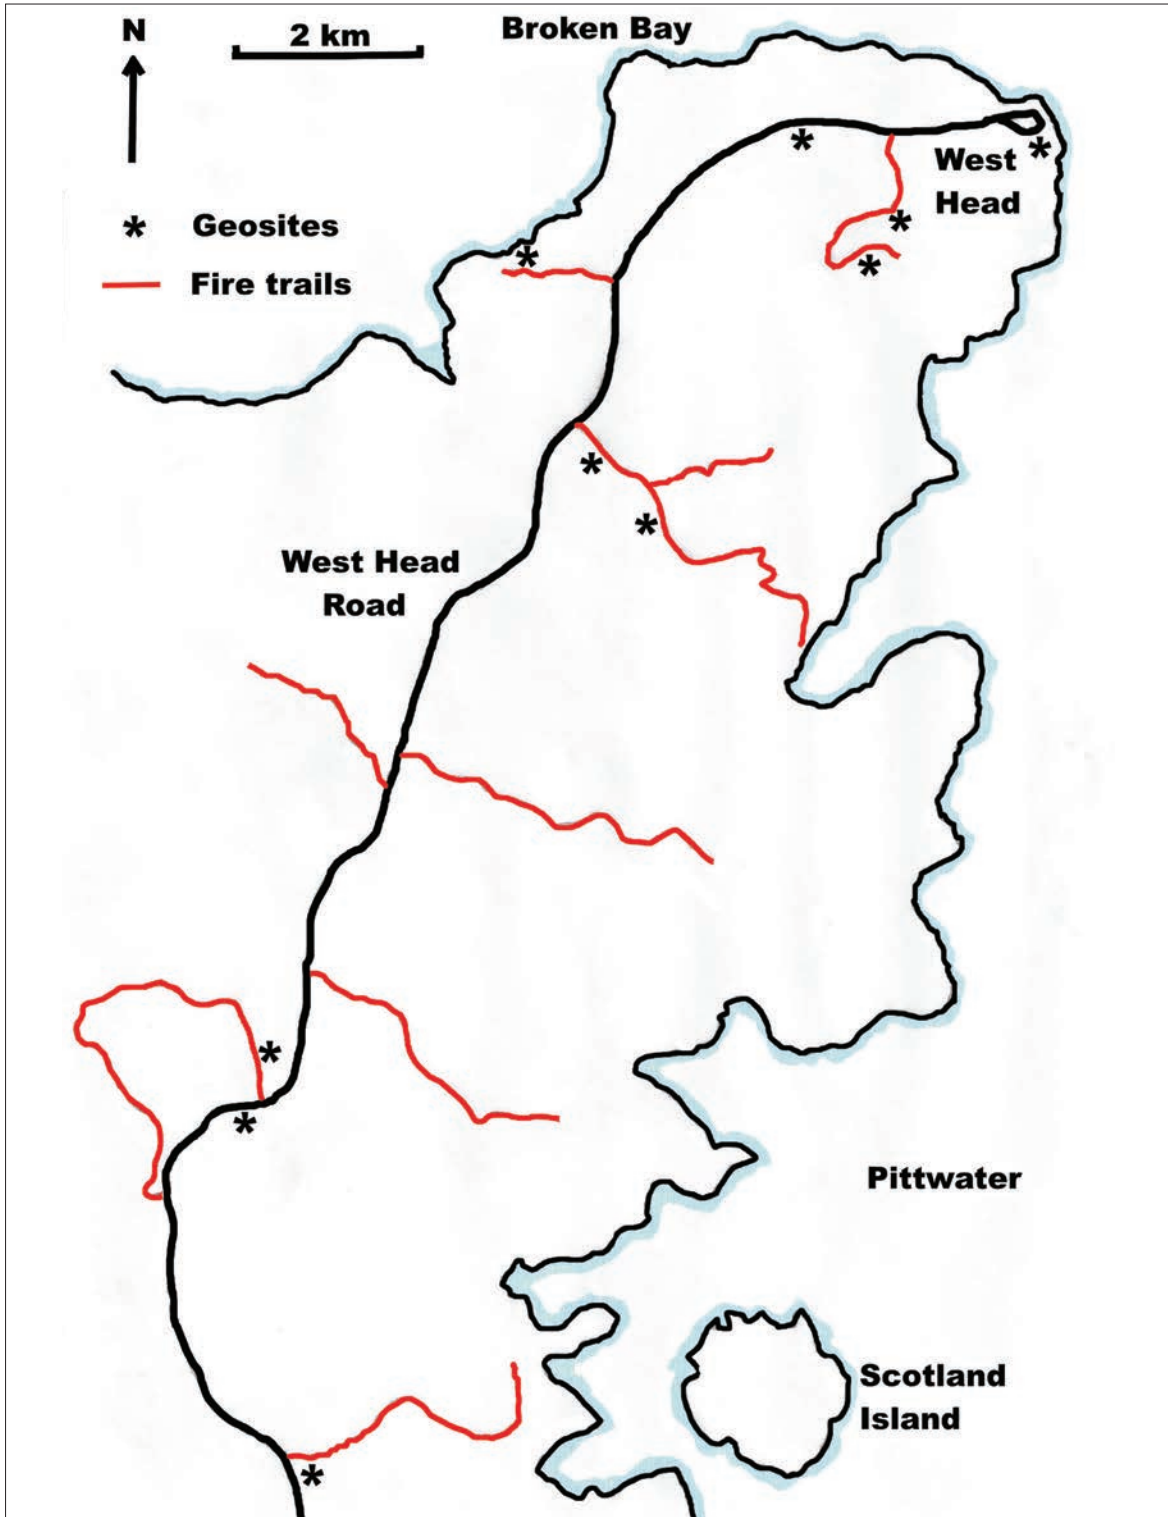 N
2 km
Broken Bay
West
Head
Geosites
Fire trails
West Head
Road
Pittwater
Scotland
Island